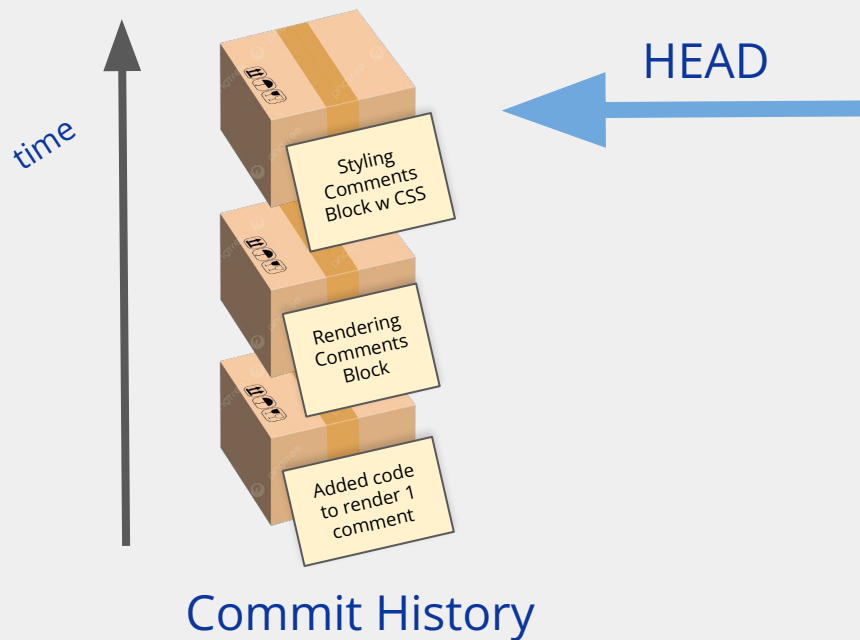 HEAD
time
Styling
Comments
Block w CSS
Rendering
Comments
Block
Added code
to render 1
comment
Commit History